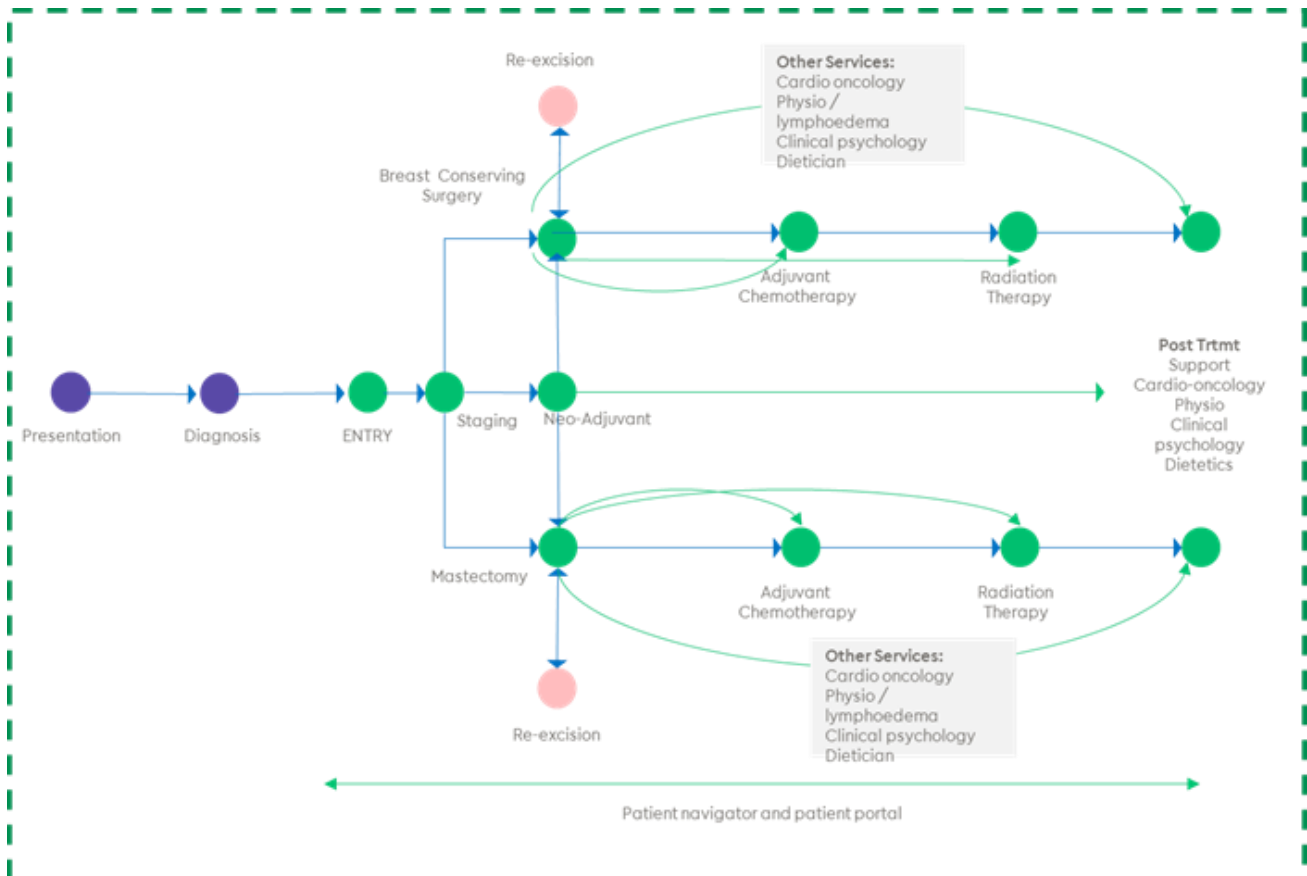 Re-excision
Other Services:
Cardio oncology
Physio /
lymphoedema
Clinical psychology
Dietician
Breast Conserving
Surgery
Adjuvant
Chemotherapy
Radiation
Therapy
Post Trtmt
Support
Cardio-oncology
Physio
Clinical
psychology
Dietetics
Presentation
Diagnosis
ENTRY
Staging
Neo-Adjuvant
Mastectomy
Adjuvant
Chemotherapy
Radiation
Therapy
Other Services:
Cardio oncology
Physio /
lymphoedema
Clinical psychology
Dietician
Re-excision
Patient navigator and patient portal